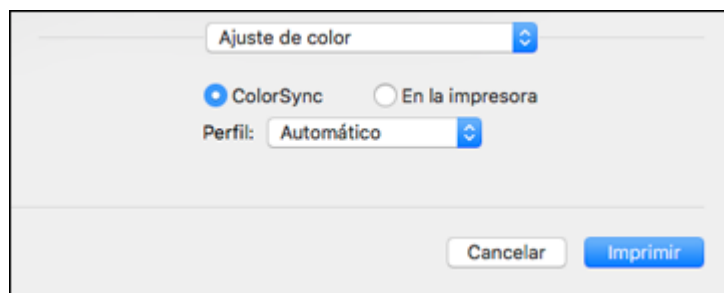 Ajuste de color
ColorSync En la impresora
Perfil: Automático
Cancelar Imprimir